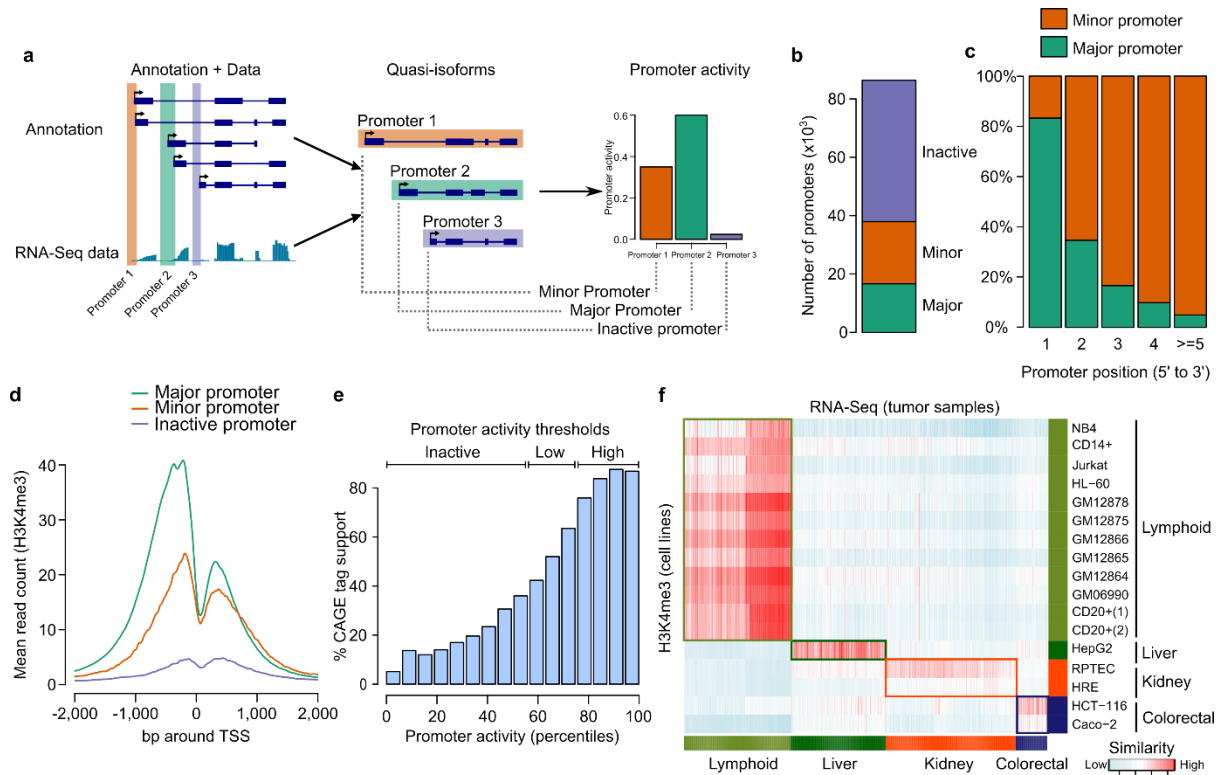 a
Annotation + Data
Quasi-isoforms
Promoter activity
Annotation
RNA-Seq data
Promoter 1
Promoter 2
Promoter 3
Promoter 1
Promoter 2
Promoter 3
Promoter activity
0.6
0.4
0.2
0.0
Promoter 1 Promoter 2 Promoter 3
Minor Promoter
Major Promoter
Inactive promoter
b
Number of promoters (x10³)
80
60
40
20
0
Inactive
Minor
Major
Minor promoter
Major promoter
c
100%
80%
60%
40%
20%
0%
1 2 3 4 >=5
Promoter position (5' to 3')
d
Major promoter
Minor promoter
Inactive promoter
Mean read count (H3K4me3)
40
30
20
10
0
-2,000 -1,000 0 1,000 2,000
bp around TSS
e
Promoter activity thresholds
Inactive Low High
% CAGE tag support
80
60
40
20
0
0 20 40 60 80 100
Promoter activity (percentiles)
f
RNA-Seq (tumor samples)
H3K4me3 (cell lines)
NB4
CD14+
Jurkat
HL-60
GM12878
GM12875
GM12866
GM12865
GM12864
GM06990
CD20+(1)
CD20+(2)
HepG2
RPTEC
HRE
HCT-116
Caco-2
Lymphoid
Liver
Kidney
Colorectal
Lymphoid Liver Kidney Colorectal
Similarity
Low High